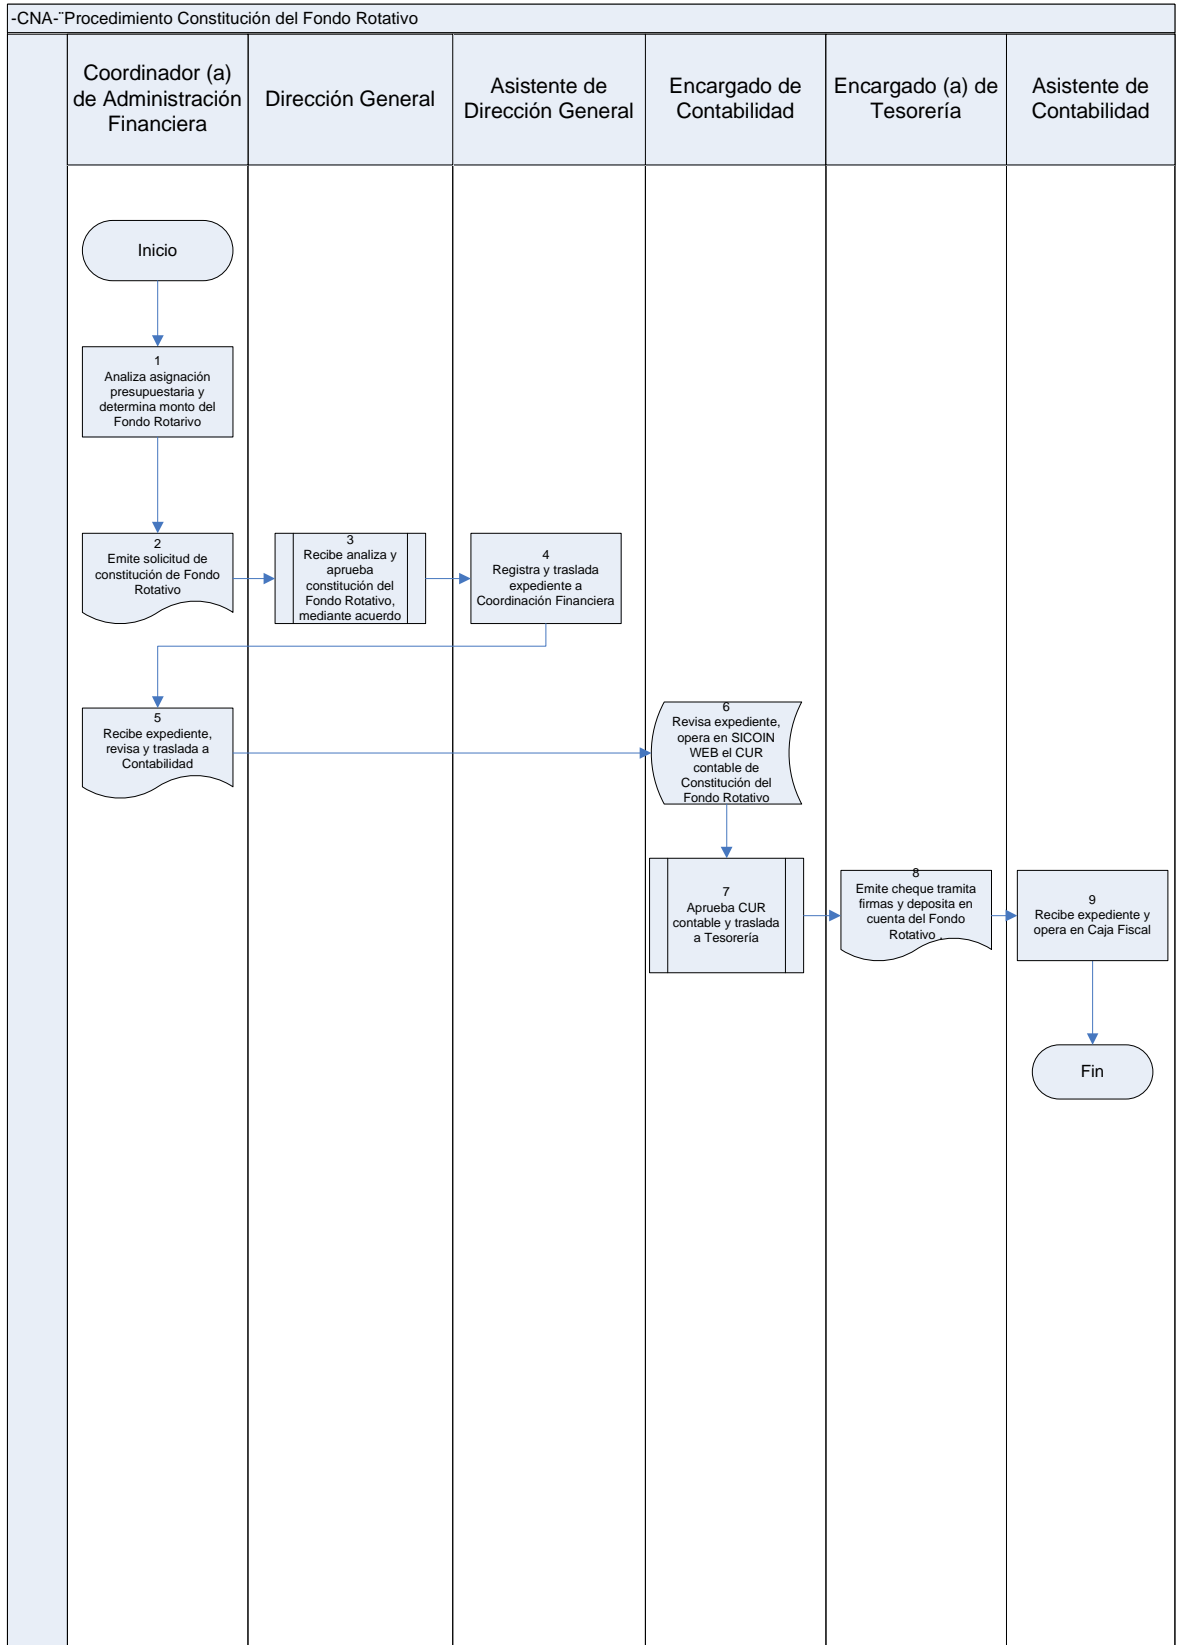 -CNA-¨Procedimiento Constitución del Fondo Rotativo
Coordinador (a)
de Administración
Financiera
Dirección General
Asistente de
Dirección General
Encargado de
Contabilidad
Encargado (a) de
Tesorería
Asistente de
Contabilidad
Inicio
1
Analiza asignación
presupuestaria y
determina monto del
Fondo Rotarivo
2
Emite solicitud de
constitución de Fondo
Rotativo
3
Recibe analiza y
aprueba
constitución del
Fondo Rotativo,
mediante acuerdo
4
Registra y traslada
expediente a
Coordinación Financiera
5
Recibe expediente,
revisa y traslada a
Contabilidad
6
Revisa expediente,
opera en SICOIN
WEB el CUR
contable de
Constitución del
Fondo Rotativo
7
Aprueba CUR
contable y traslada
a Tesorería
8
Emite cheque tramita
firmas y deposita en
cuenta del Fondo
Rotativo .
9
Recibe expediente y
opera en Caja Fiscal
Fin